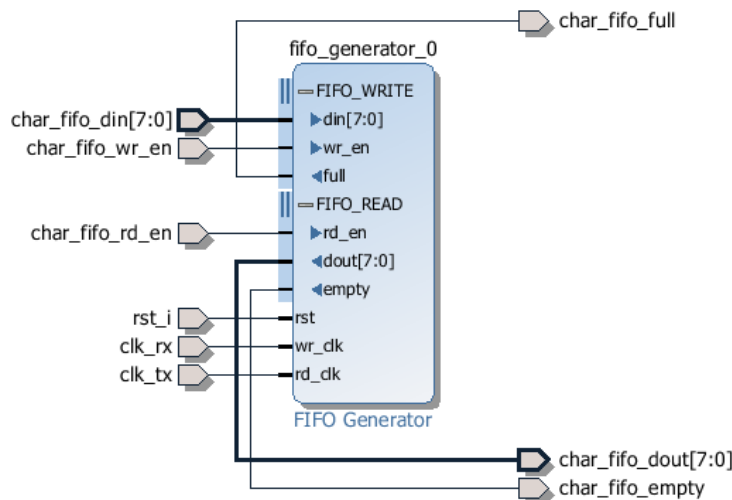 char_fifo_full
fifo_generator_0
FIFO_WRITE
char_fifo_din[7:0]
din[7:0]
char_fifo_wr_en
wr_en
full
FIFO_READ
char_fifo_rd_en
rd_en
dout[7:0]
empty
rst_i
rst
clk_rx
wr_clk
clk_tx
rd_clk
FIFO Generator
char_fifo_dout[7:0]
char_fifo_empty